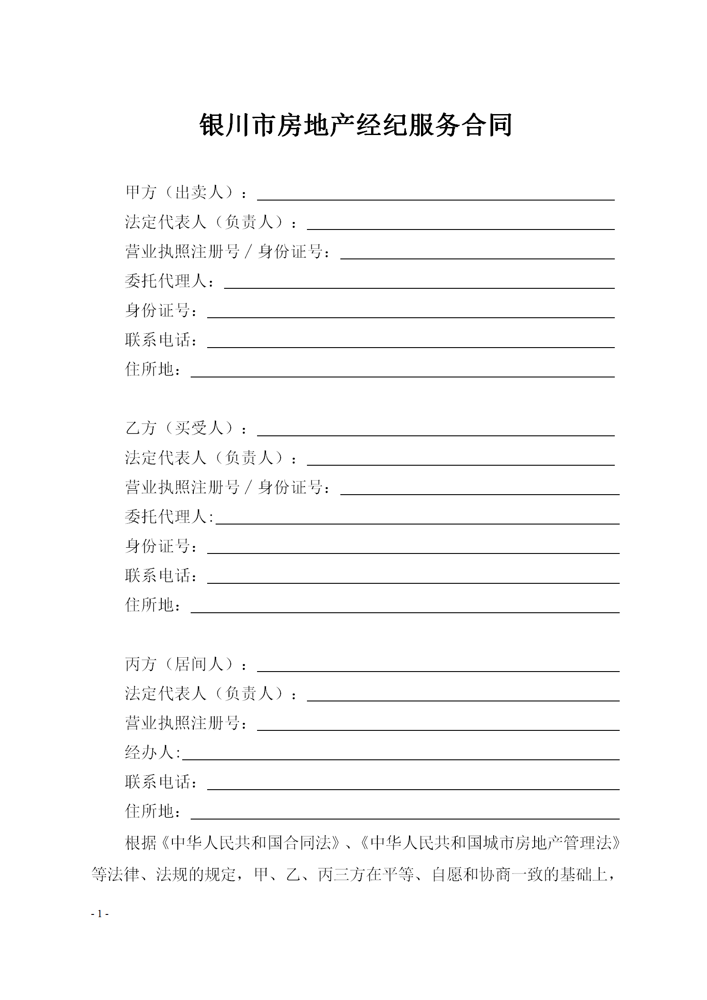 银川市房地产经纪服务合同
甲方（出卖人）：
法定代表人（负责人）：
营业执照注册号／身份证号：
委托代理人：
身份证号：
联系电话：
住所地：
乙方（买受人）：
法定代表人（负责人）：
营业执照注册号／身份证号：
委托代理人:
身份证号：
联系电话：
住所地：
丙方（居间人）：
法定代表人（负责人）：
营业执照注册号：
经办人:
联系电话：
住所地：
根据《中华人民共和国合同法》、《中华人民共和国城市房地产管理法》
等法律、法规的规定，甲、乙、丙三方在平等、自愿和协商一致的基础上，
- 1 -